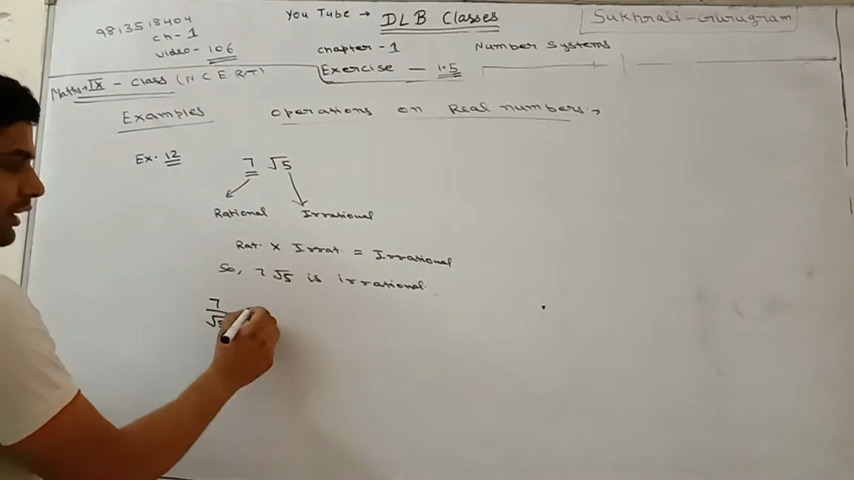 9813518404 You Tube → DLB Classes Sukhrali - Gurugram
ch - 1
video - 106 chapter - 1 Number Systems
Maths → IX - class (N C E R T) Exercise - 1.5
Examples operations on Real numbers →
Ex. 12 7 √5
Rational Irrational
Rat. × Irrat = Irrational
So, 7√5 is irrational.
7
√5